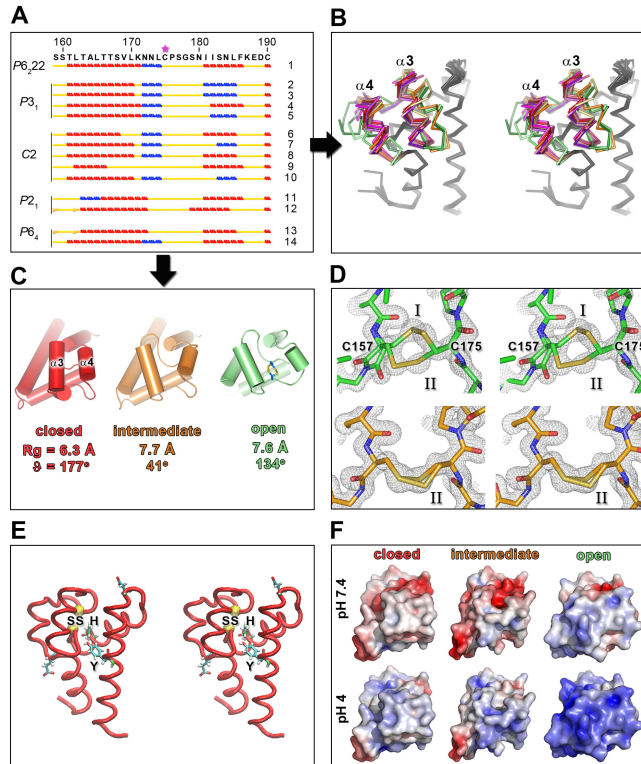 A
158 170 180 190
SSTLTALTTSVLKNNLCPSGSNIISNLFKEDC
P6₂22 1
2
P3₁ 3
4
5
6
7
C2 8
9
10
P2₁ 11
12
P6₄ 13
14
B
α3 α3
α4 α4
C
α3 α4
closed intermediate open
Rg = 6.3 Å 7.7 Å 7.6 Å
ϑ = 177° 41° 134°
D
I I
C157 C175 C157 C175
II II
II II
E
SS H SS H
Y Y
F
closed intermediate open
pH 7.4
pH 4